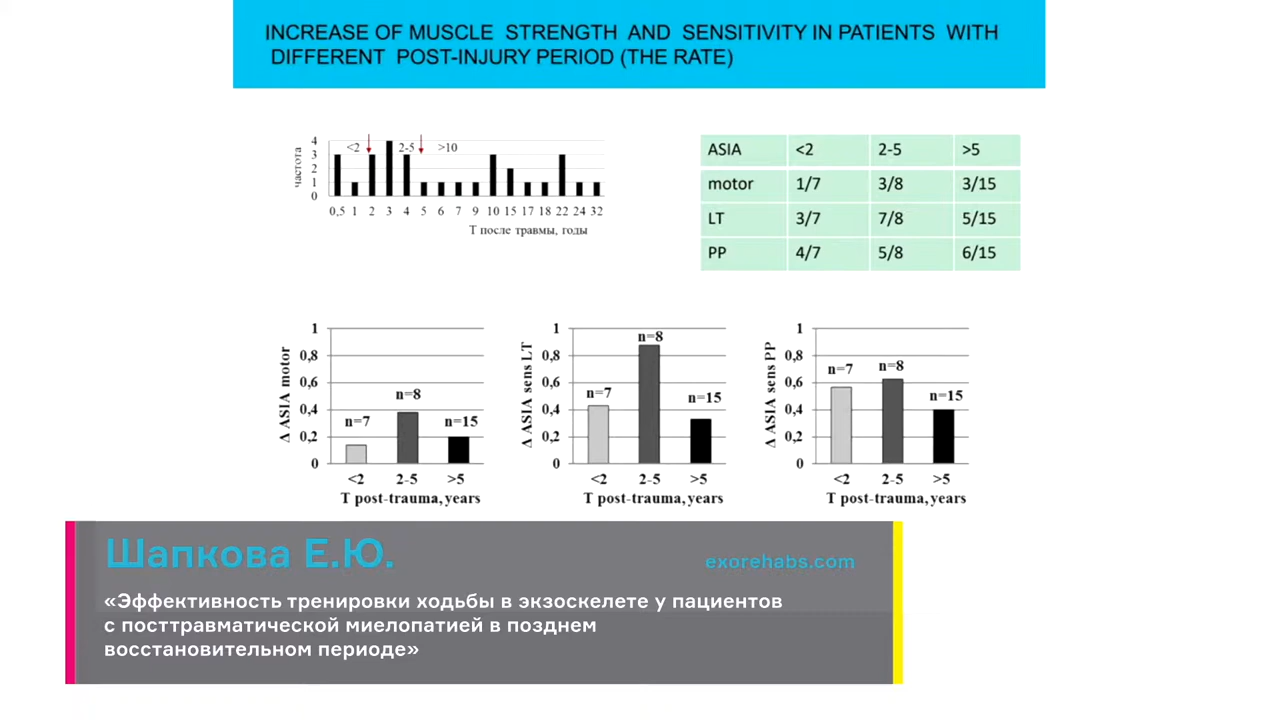 INCREASE OF MUSCLE STRENGTH AND SENSITIVITY IN PATIENTS WITH
DIFFERENT POST-INJURY PERIOD (THE RATE)
частота
4
3
2
1
0
<2
2-5
>10
0,5 1 2 3 4 5 6 7 9 10 15 17 18 22 24 32
T после травмы, годы
ASIA <2 2-5 >5
motor 1/7 3/8 3/15
LT 3/7 7/8 5/15
PP 4/7 5/8 6/15
Δ ASIA motor
1
0,8
0,6
0,4
0,2
0
n=7
n=8
n=15
<2 2-5 >5
T post-trauma, years
Δ ASIA sens LT
1
0,8
0,6
0,4
0,2
0
n=7
n=8
n=15
<2 2-5 >5
T post-trauma, years
Δ ASIA sens PP
1
0,8
0,6
0,4
0,2
0
n=7
n=8
n=15
<2 2-5 >5
T post-trauma, years
Шапкова Е.Ю.
exorehabs.com
«Эффективность тренировки ходьбы в экзоскелете у пациентов
с посттравматической миелопатией в позднем
восстановительном периоде»